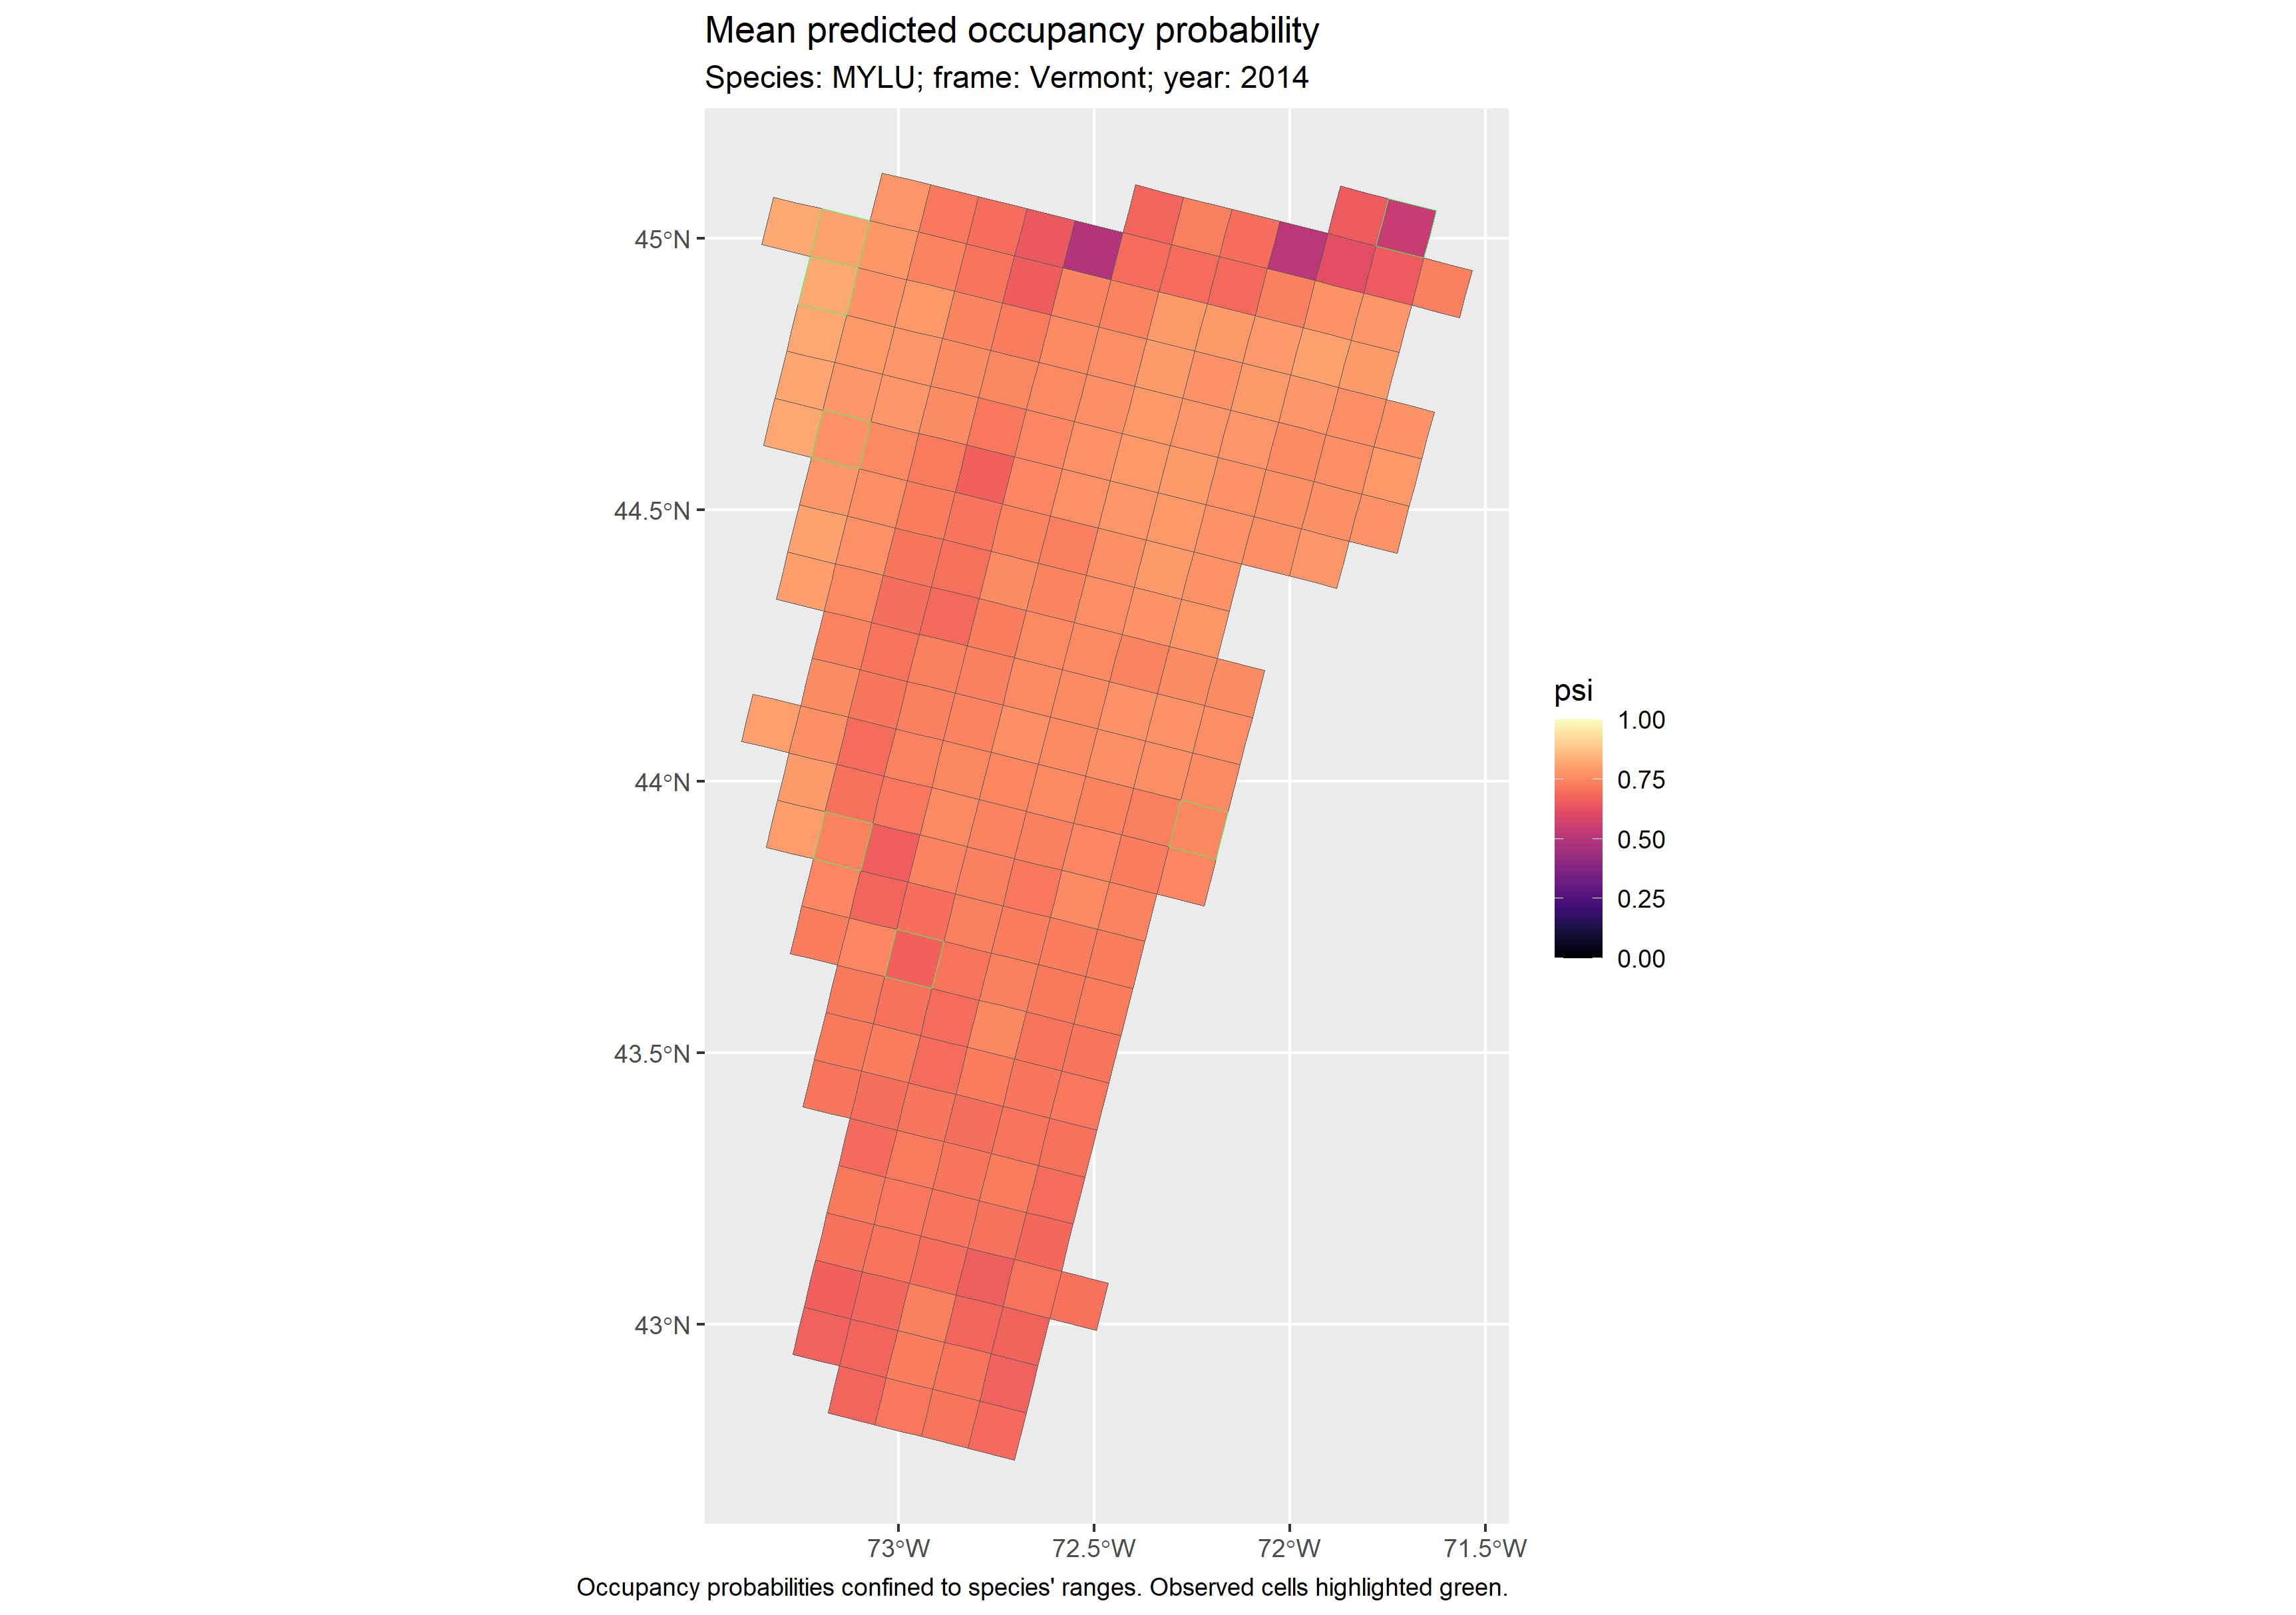 Mean predicted occupancy probability
Species: MYLU; frame: Vermont; year: 2014
45°N
44.5°N
44°N
43.5°N
43°N
73°W
72.5°W
72°W
71.5°W
psi
1.00
0.75
0.50
0.25
0.00
Occupancy probabilities confined to species' ranges. Observed cells highlighted green.